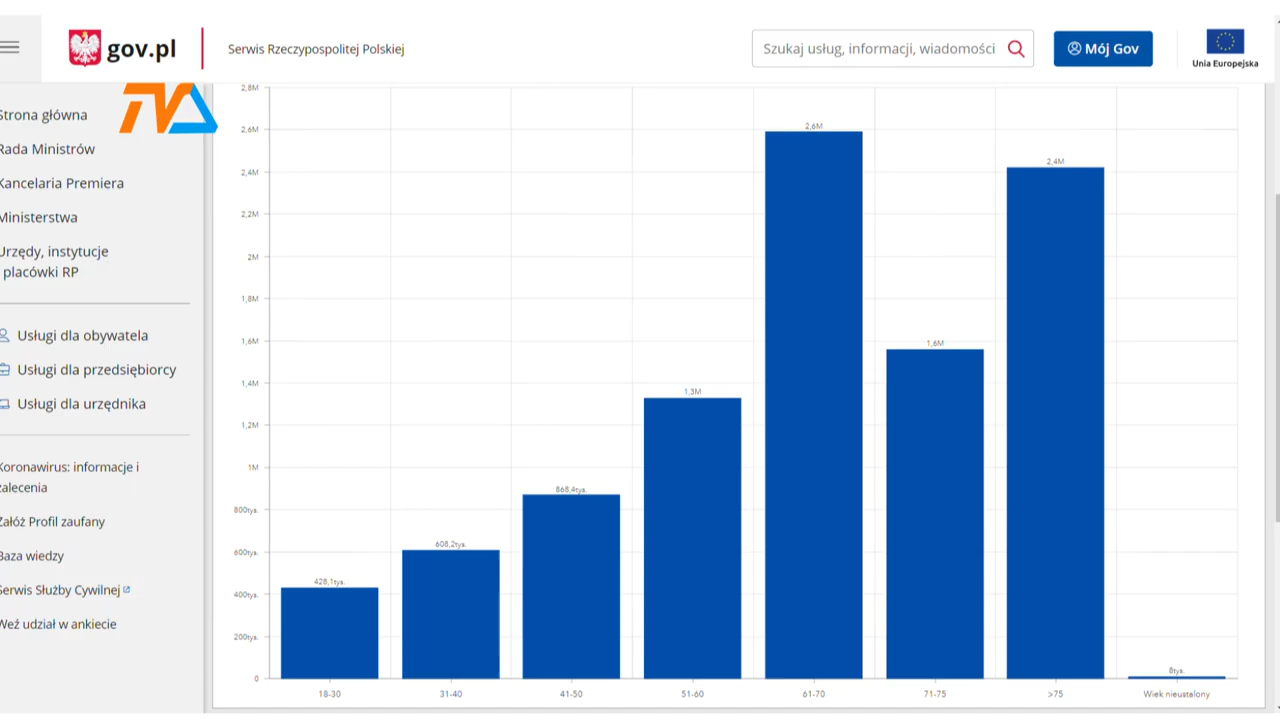 gov.pl
Serwis Rzeczypospolitej Polskiej
Szukaj usług, informacji, wiadomości
Mój Gov
Unia Europejska
TVA
Strona główna
Rada Ministrów
Kancelaria Premiera
Ministerstwa
Urzędy, instytucje
placówki RP
Usługi dla obywatela
Usługi dla przedsiębiorcy
Usługi dla urzędnika
Koronawirus: informacje i
zalecenia
Załóż Profil zaufany
Baza wiedzy
Serwis Służby Cywilnej
Weź udział w ankiecie
2,8M
2,6M
2,4M
2,2M
2M
1,8M
1,6M
1,4M
1,2M
1M
800tys.
600tys.
400tys.
200tys.
0
428,1tys.
608,2tys.
868,4tys.
1,3M
2,6M
1,6M
2,4M
8tys.
18-30
31-40
41-50
51-60
61-70
71-75
>75
Wiek nieustalony